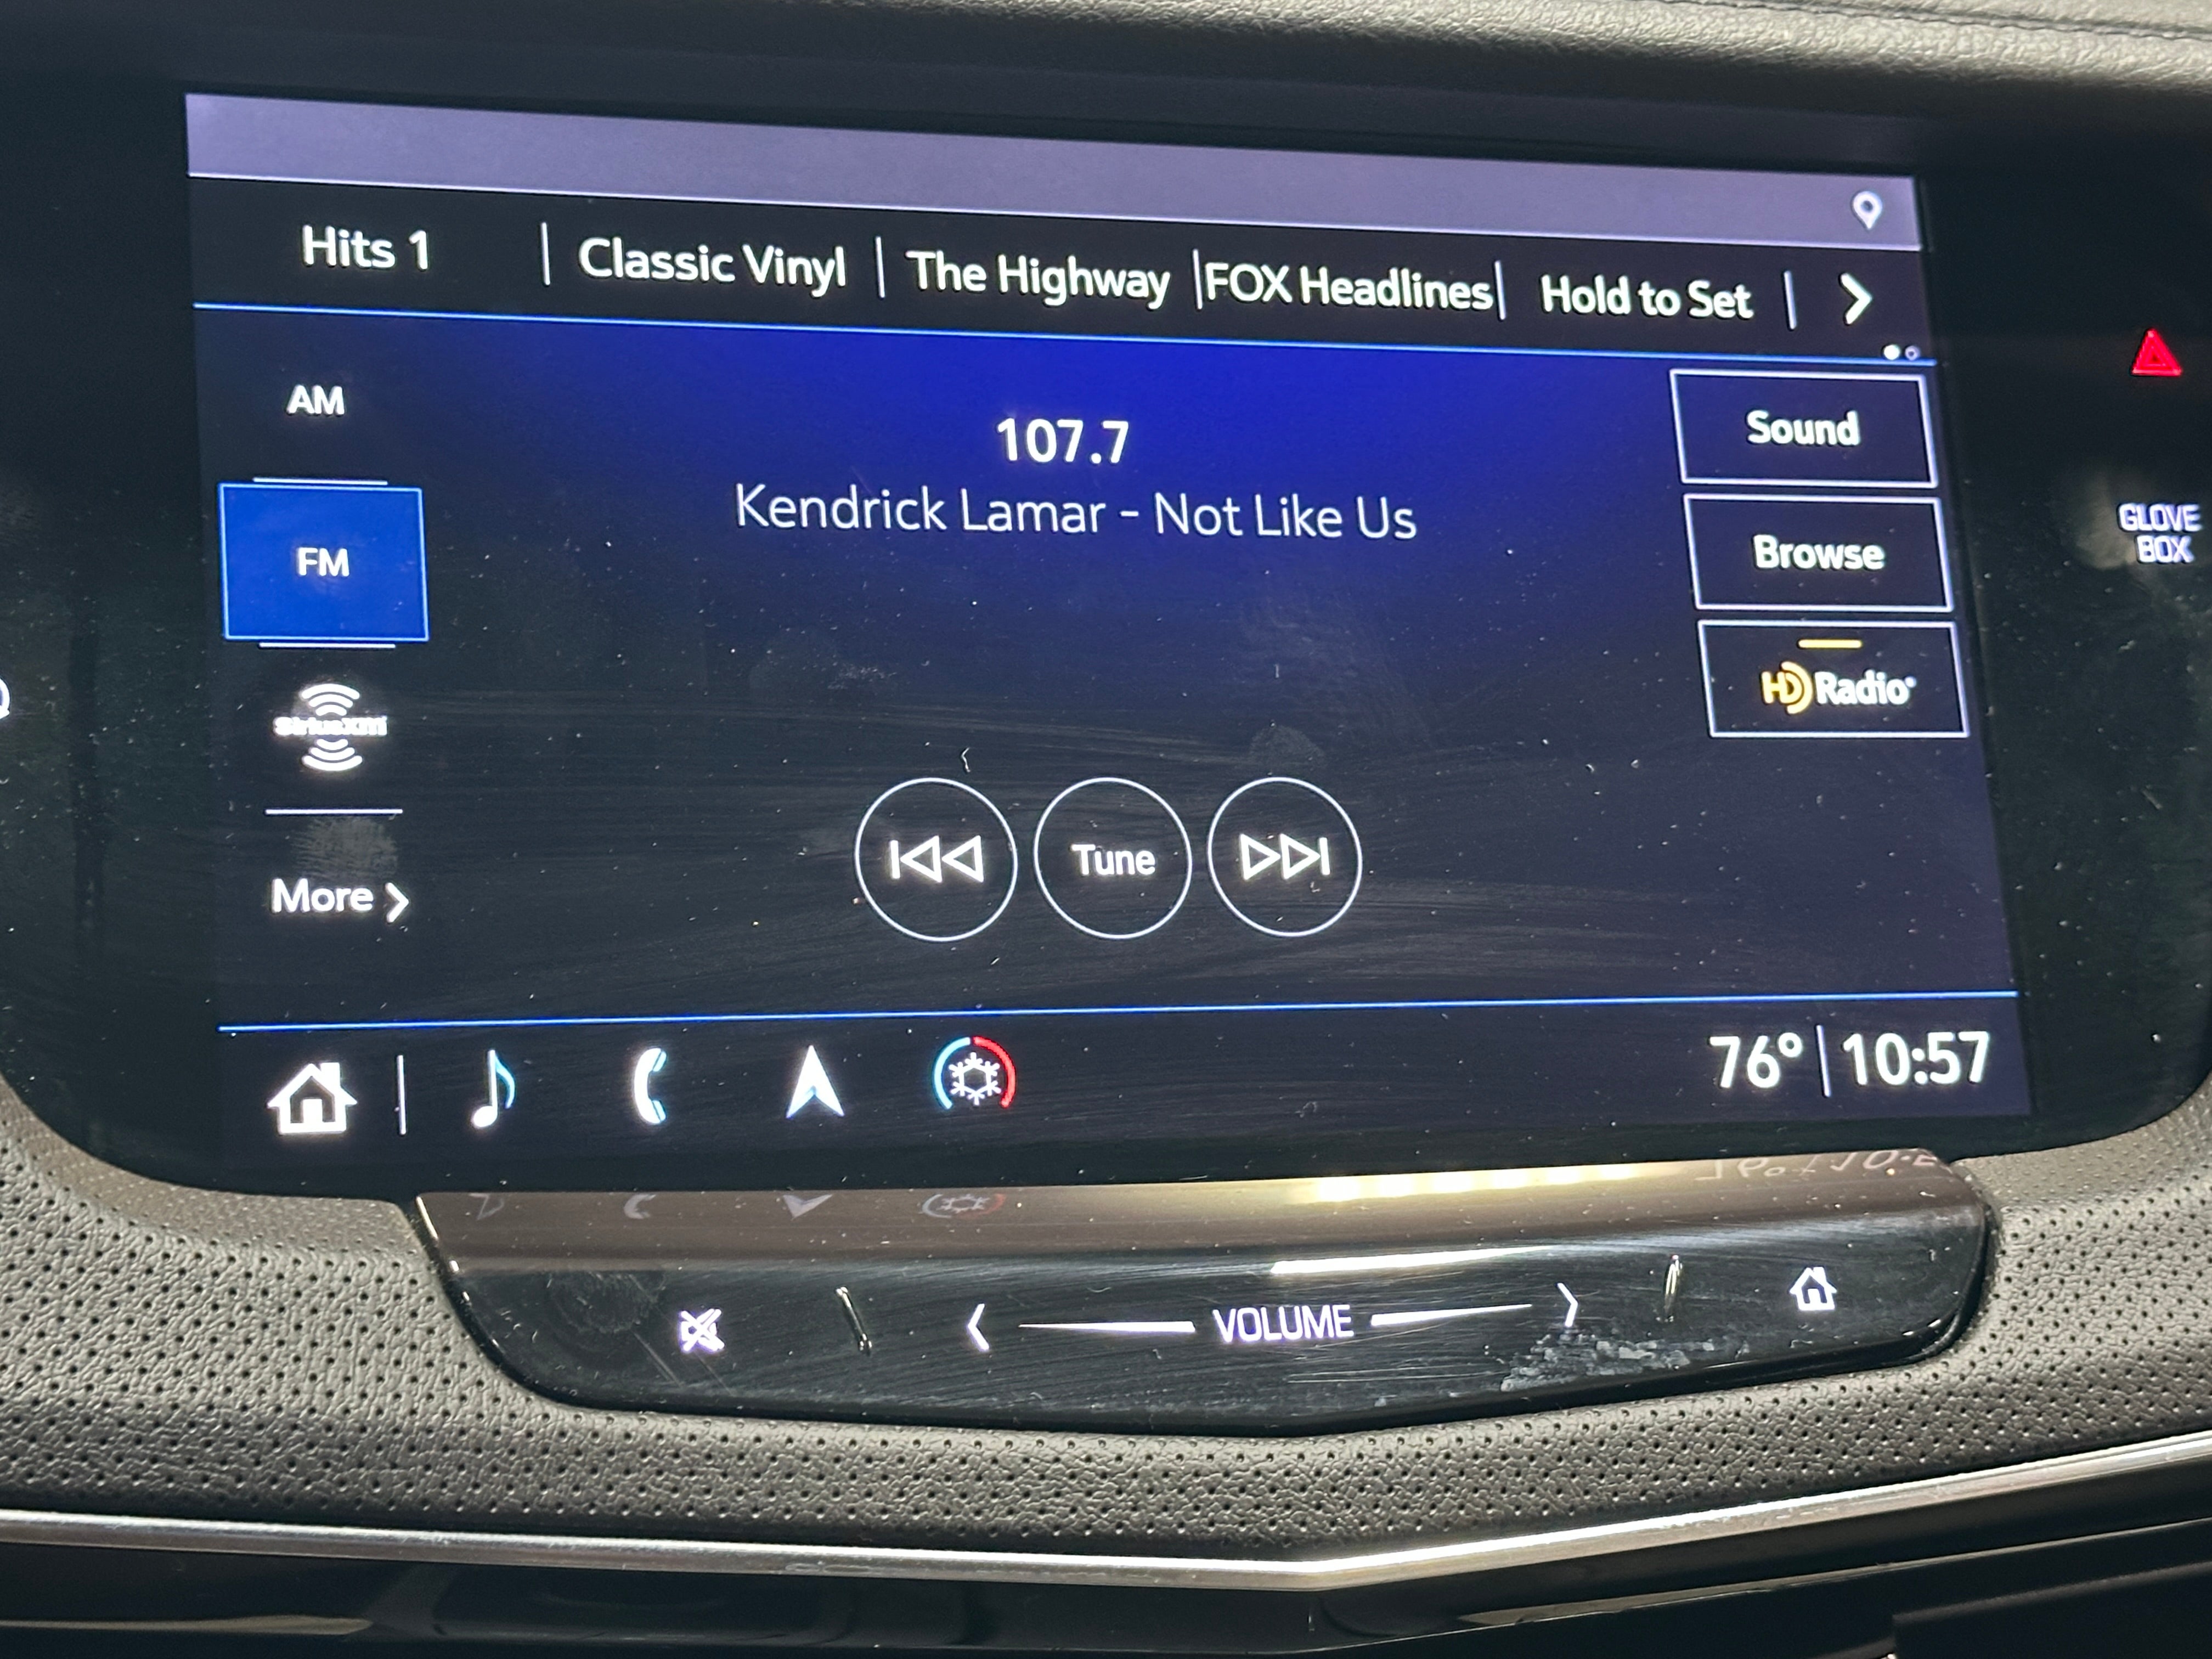 Hits 1 | Classic Vinyl | The Highway | FOX Headlines | Hold to Set |
AM
107.7
Sound
Kendrick Lamar - Not Like Us
FM
Browse
GLOVE
BOX
SiriusXM
HD Radio
Tune
More
76° | 10:57
VOLUME